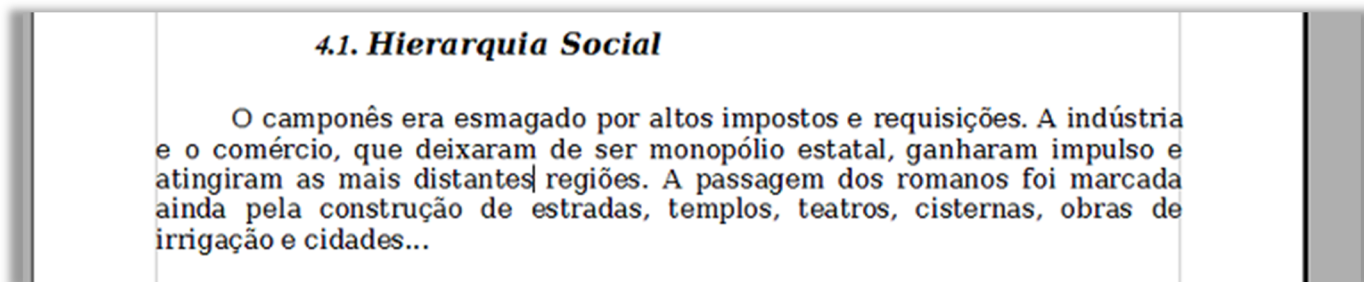 4.1. Hierarquia Social
O camponês era esmagado por altos impostos e requisições. A indústria
e o comércio, que deixaram de ser monopólio estatal, ganharam impulso e
atingiram as mais distantes regiões. A passagem dos romanos foi marcada
ainda pela construção de estradas, templos, teatros, cisternas, obras de
irrigação e cidades...